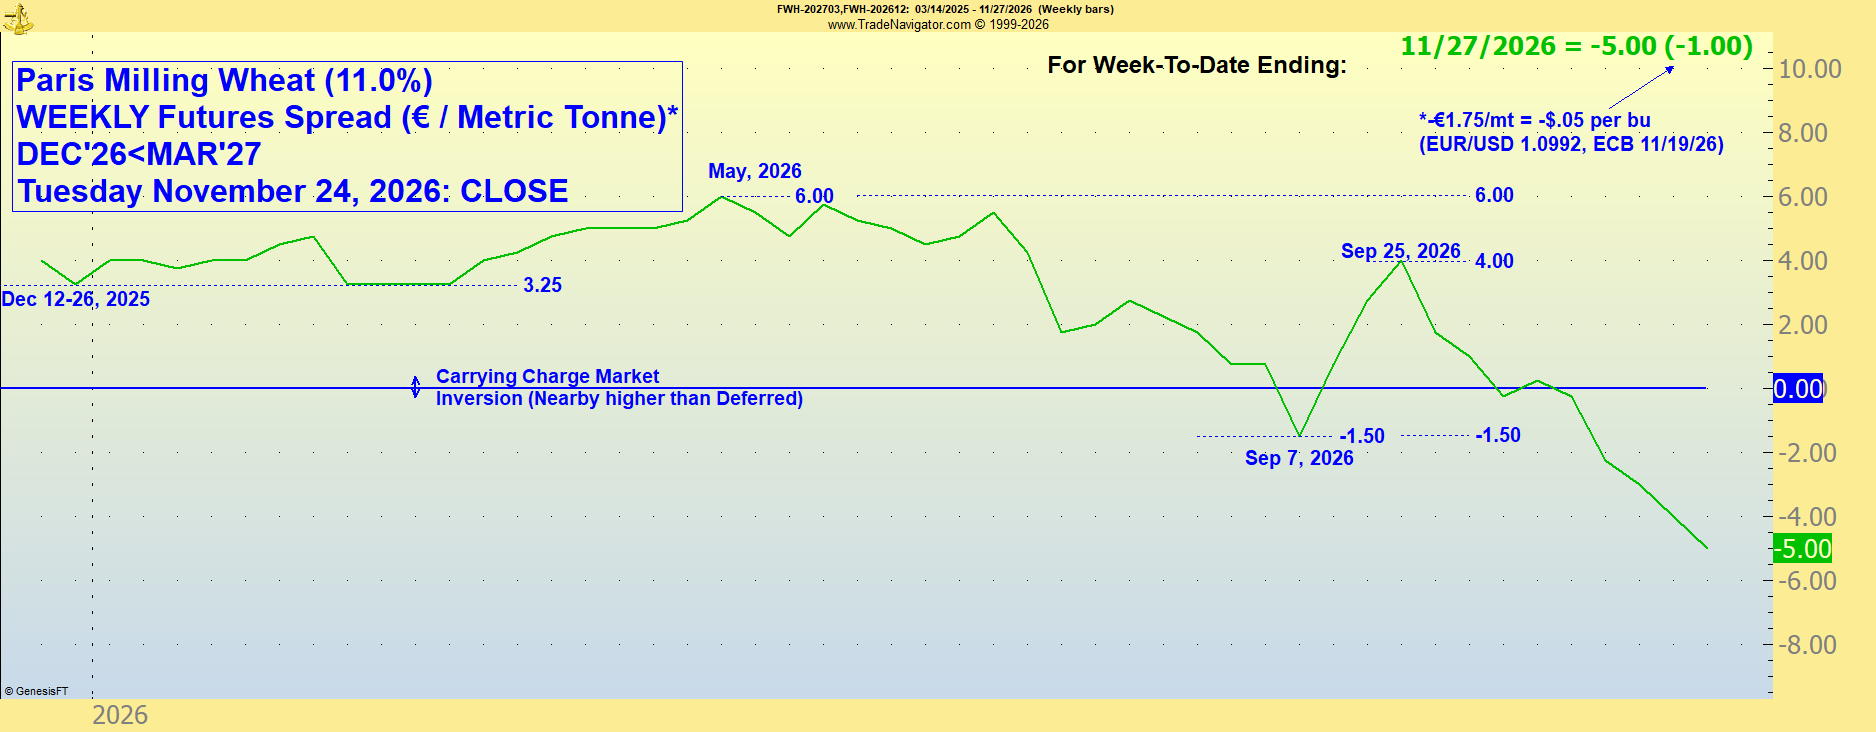 FWH-202703,FWH-202612: 03/14/2025 - 11/27/2026 (Weekly bars)
www.TradeNavigator.com © 1999-2026
11/27/2026 = -5.00 (-1.00)
For Week-To-Date Ending:
Paris Milling Wheat (11.0%)
WEEKLY Futures Spread (€ / Metric Tonne)*
DEC'26<MAR'27
Tuesday November 24, 2026: CLOSE
*-€1.75/mt = -$.05 per bu
(EUR/USD 1.0992, ECB 11/19/26)
May, 2026
6.00
6.00
Sep 25, 2026
4.00
3.25
Dec 12-26, 2025
Carrying Charge Market
Inversion (Nearby higher than Deferred)
-1.50
-1.50
Sep 7, 2026
10.00
8.00
6.00
4.00
2.00
0.00
-2.00
-4.00
-5.00
-6.00
-8.00
© GenesisFT
2026